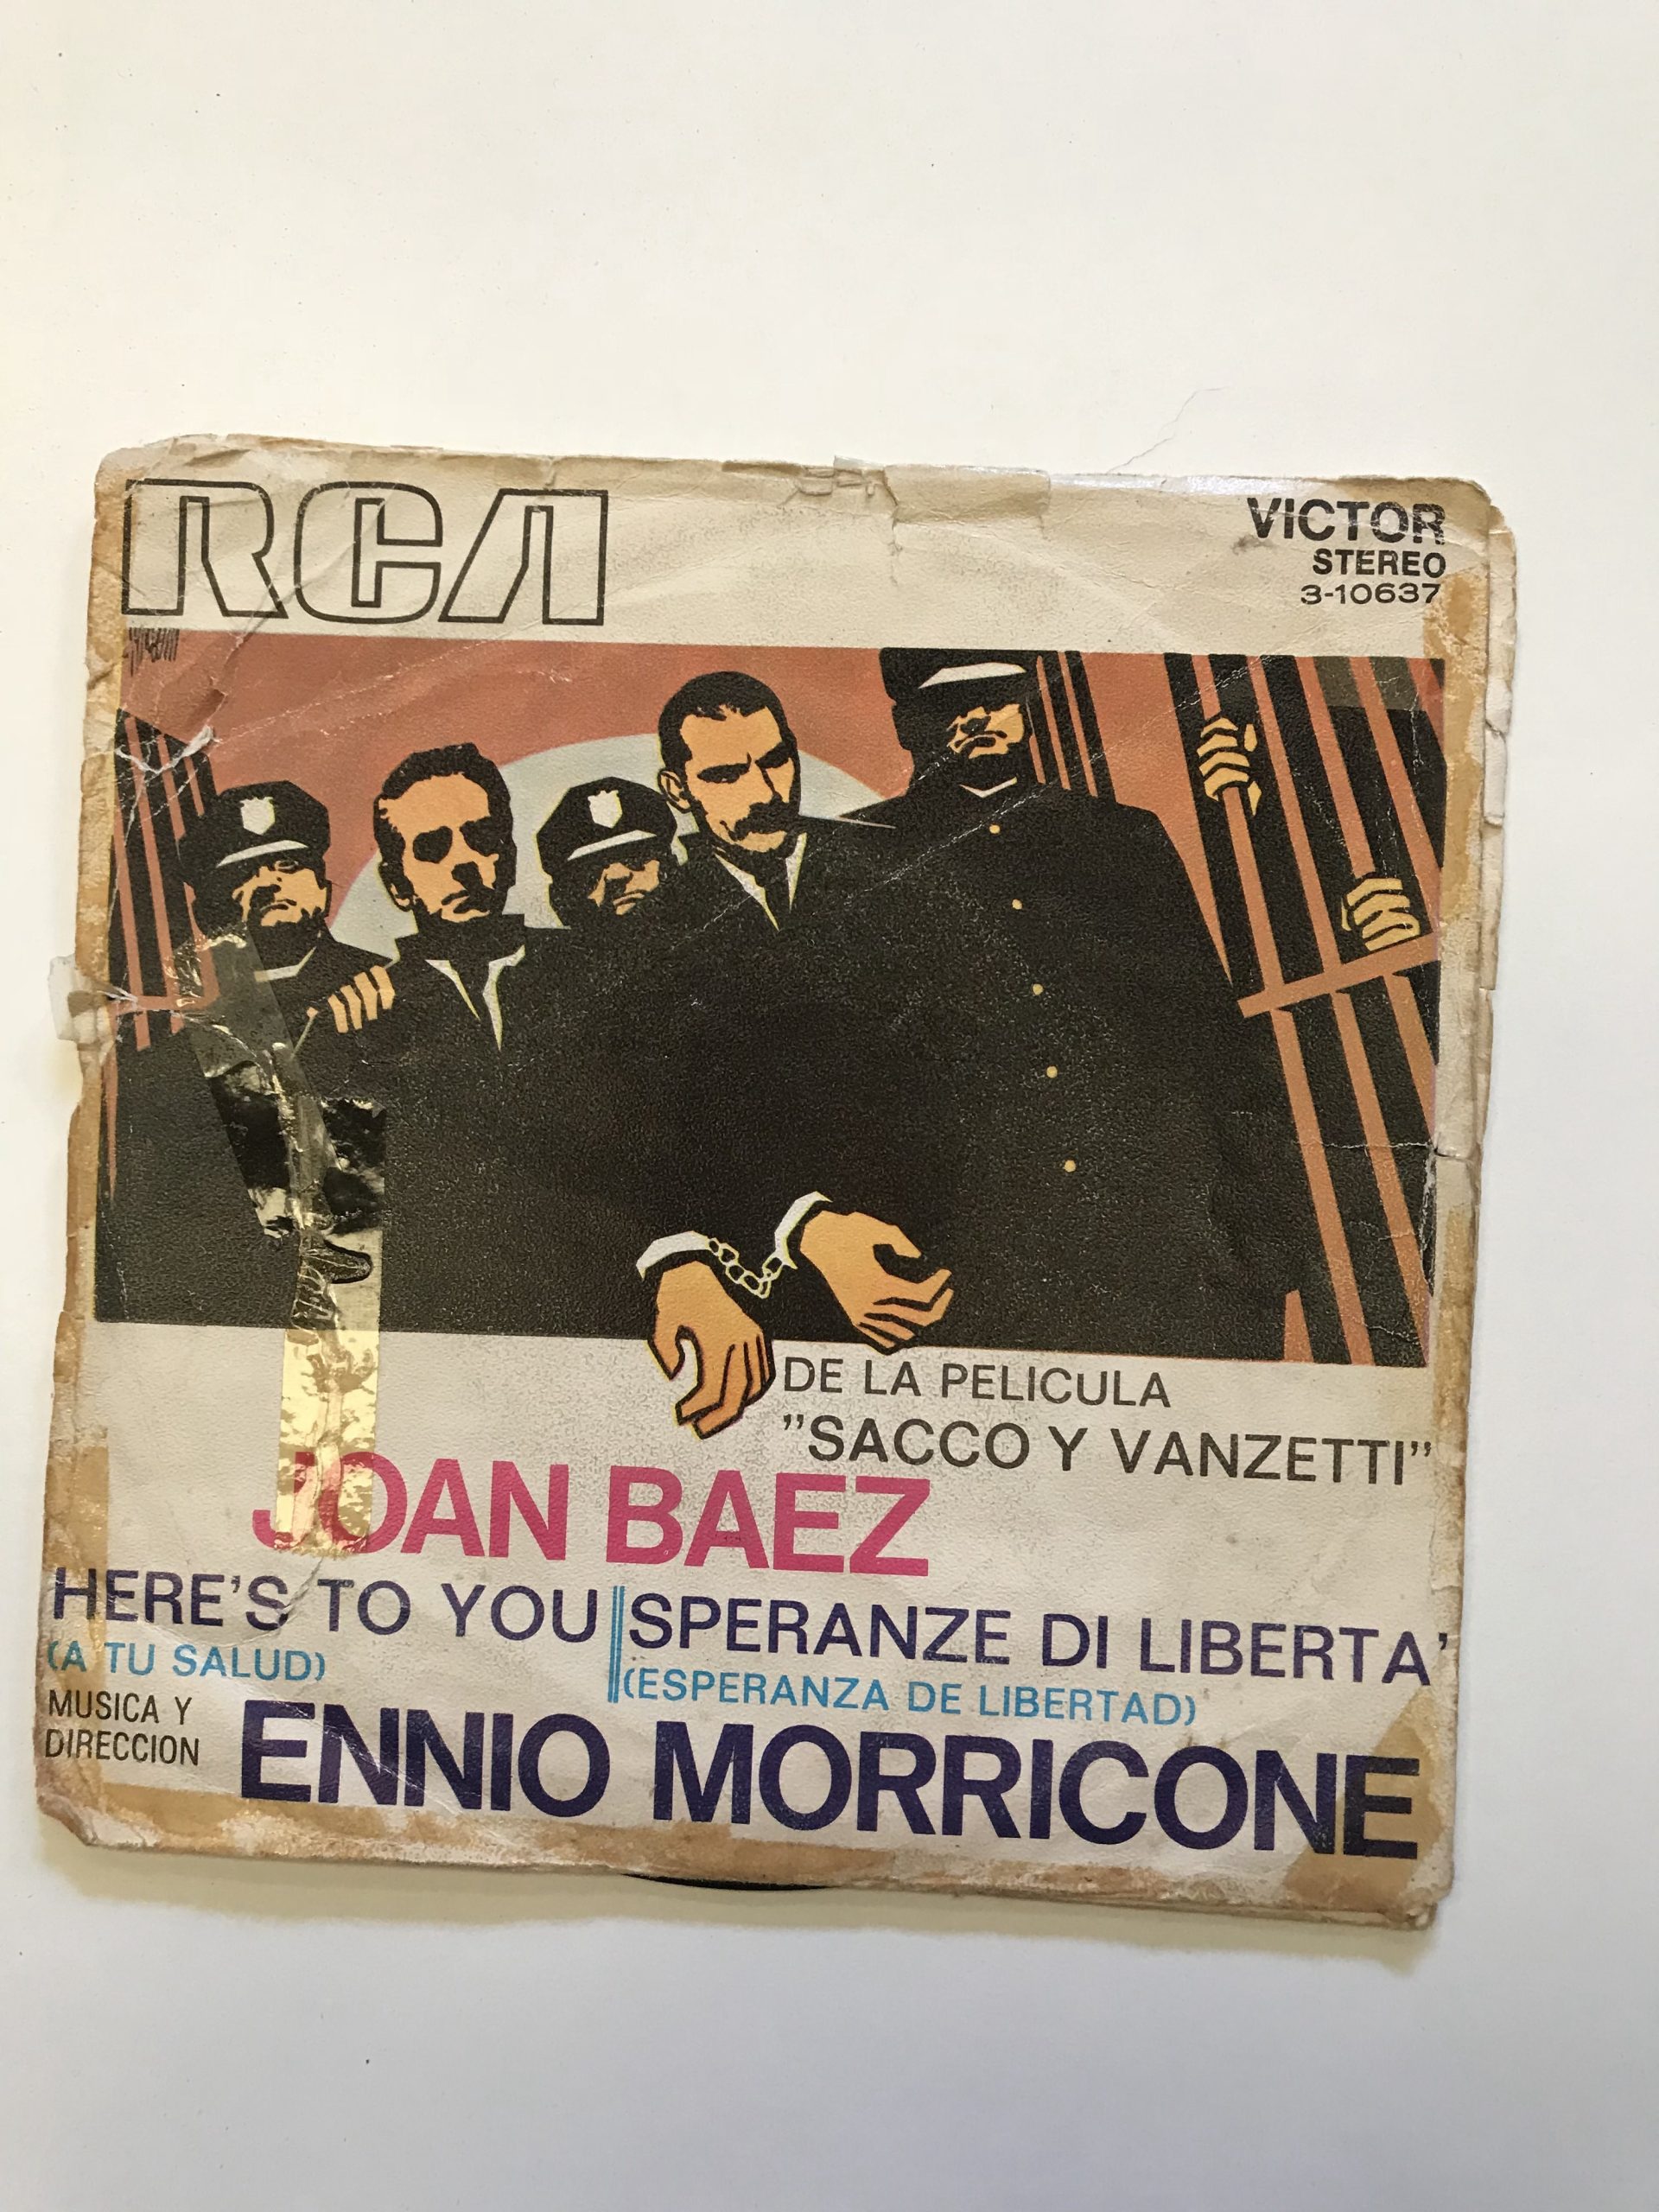 RCA
VICTOR
STEREO
3-10637
DE LA PELICULA
"SACCO Y VANZETTI"
JOAN BAEZ
HERE'S TO YOU
(A TU SALUD)
SPERANZE DI LIBERTA'
(ESPERANZA DE LIBERTAD)
MUSICA Y
DIRECCION
ENNIO MORRICONE